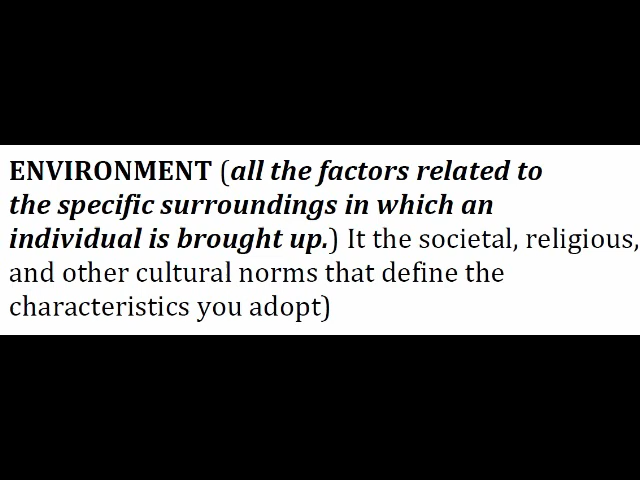 ENVIRONMENT (all the factors related to
the specific surroundings in which an
individual is brought up.) It the societal, religious,
and other cultural norms that define the
characteristics you adopt)